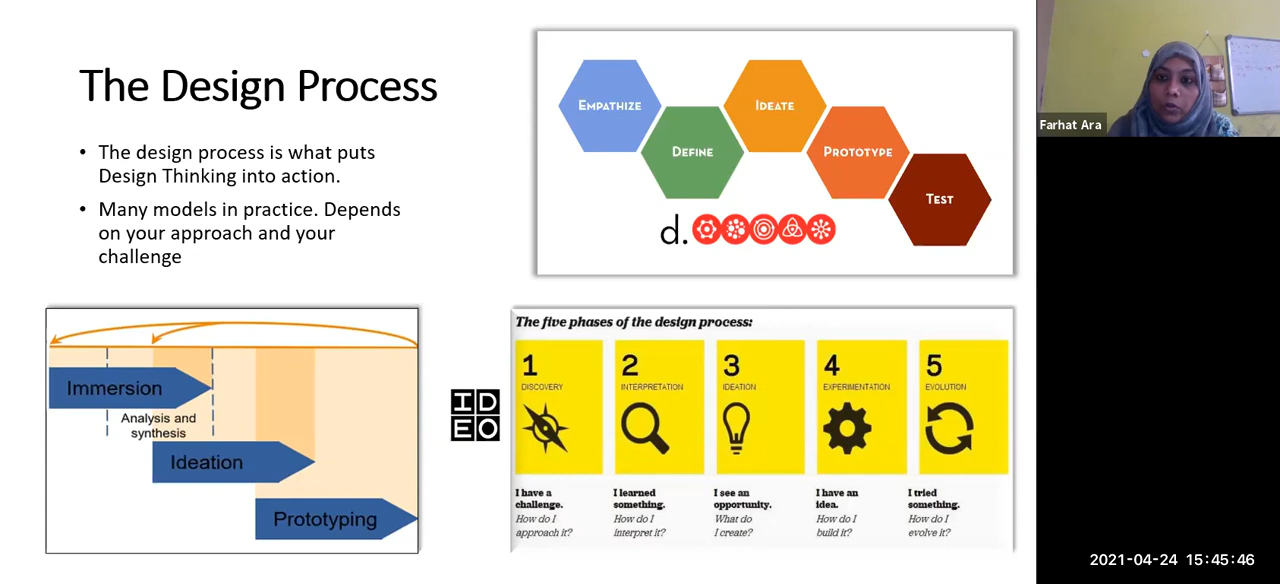 The Design Process
• The design process is what puts
Design Thinking into action.
• Many models in practice. Depends
on your approach and your
challenge
EMPATHIZE
DEFINE
IDEATE
PROTOTYPE
TEST
d.
Farhat Ara
Immersion
Analysis and
synthesis
Ideation
Prototyping
ID
EO
The five phases of the design process:
1
DISCOVERY
I have a
challenge.
How do I
approach it?
2
INTERPRETATION
I learned
something.
How do I
interpret it?
3
IDEATION
I see an
opportunity.
What do
I create?
4
EXPERIMENTATION
I have an
idea.
How do I
build it?
5
EVOLUTION
I tried
something.
How do I
evolve it?
2021-04-24 15:45:46